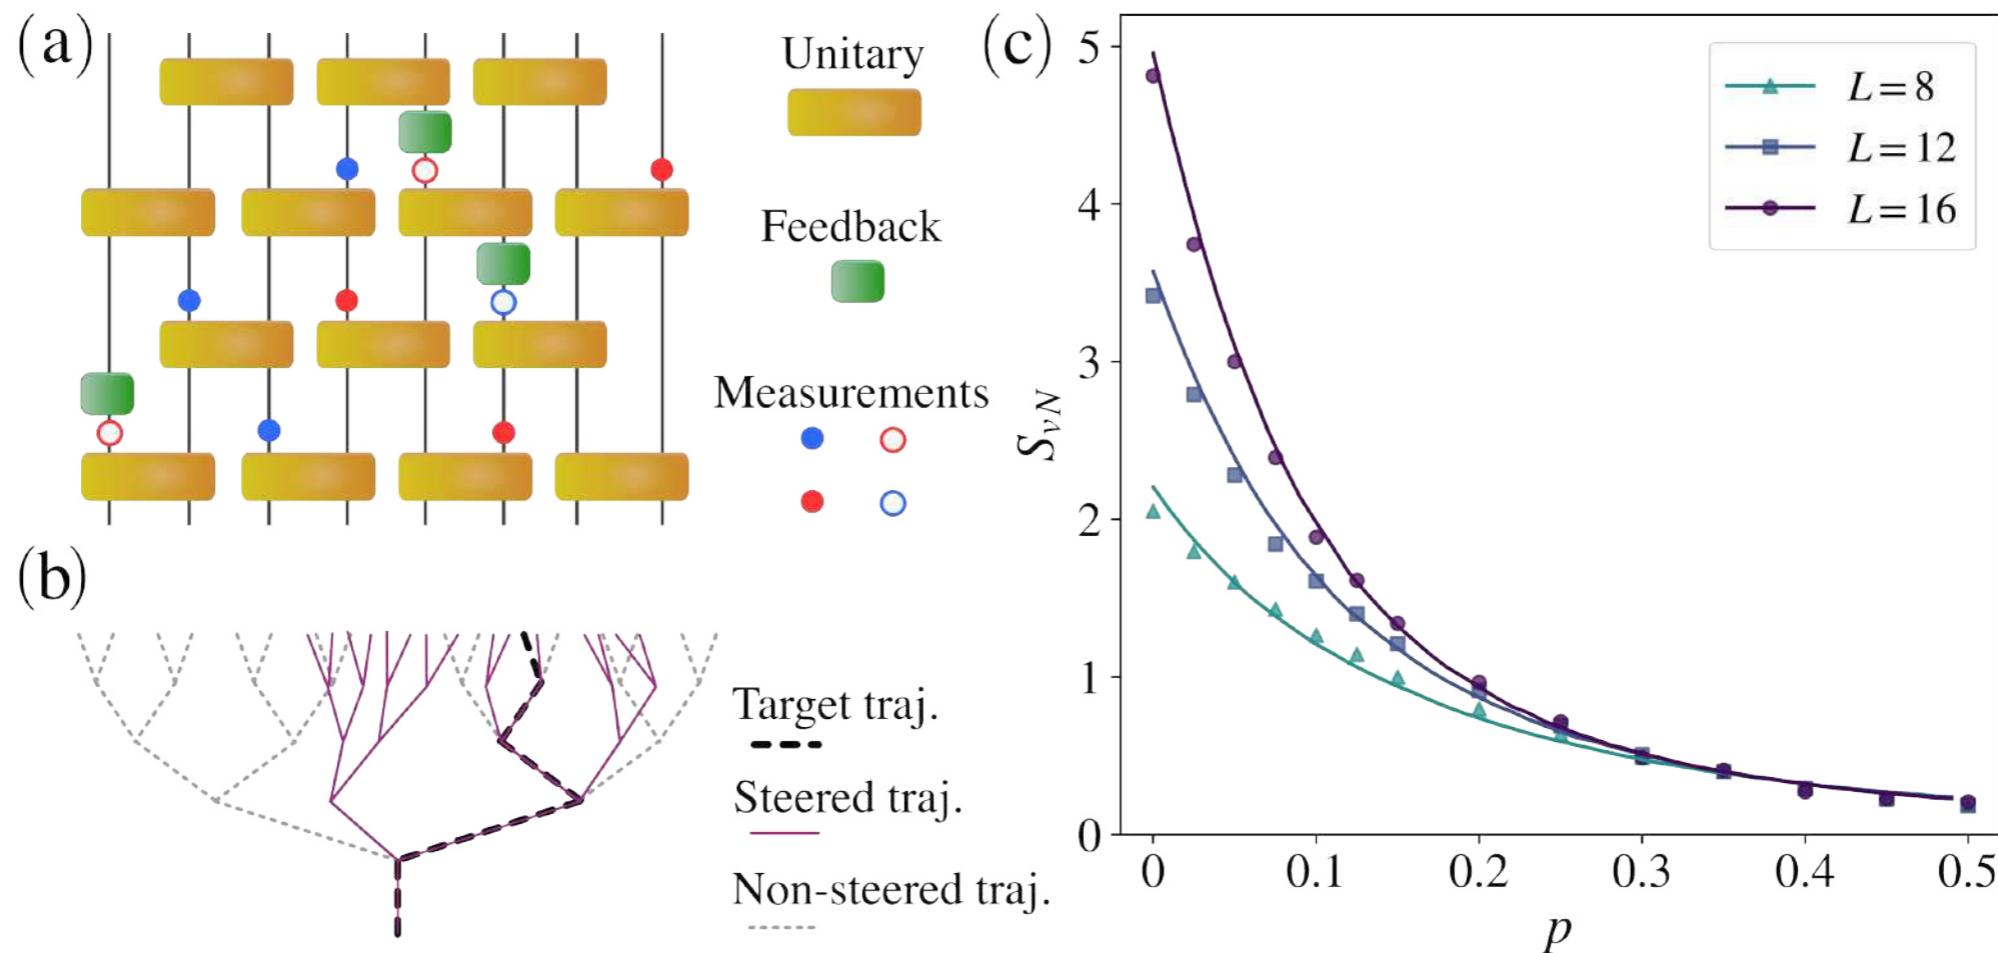 (a)
Unitary
Feedback
Measurements
(b)
Target traj.
Steered traj.
Non-steered traj.
(c)
5
4
3
2
1
0
S_{vN}
L = 8
L = 12
L = 16
0 0.1 0.2 0.3 0.4 0.5
p